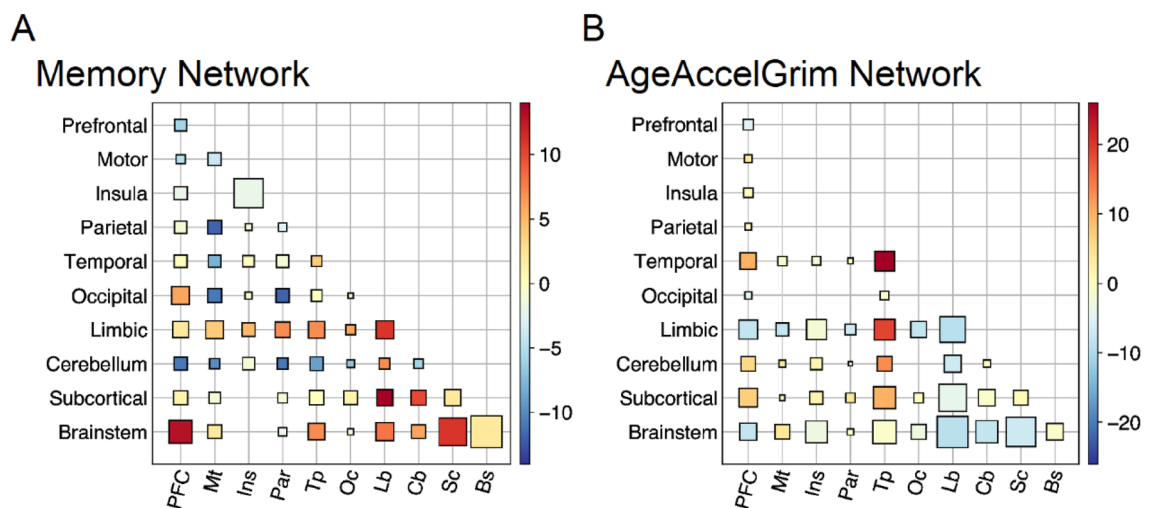 A
Memory Network
Prefrontal
Motor
Insula
Parietal
Temporal
Occipital
Limbic
Cerebellum
Subcortical
Brainstem
PFC Mt Ins Par Tp Oc Lb Cb Sc Bs
10
5
0
−5
−10
B
AgeAccelGrim Network
Prefrontal
Motor
Insula
Parietal
Temporal
Occipital
Limbic
Cerebellum
Subcortical
Brainstem
PFC Mt Ins Par Tp Oc Lb Cb Sc Bs
20
10
0
−10
−20